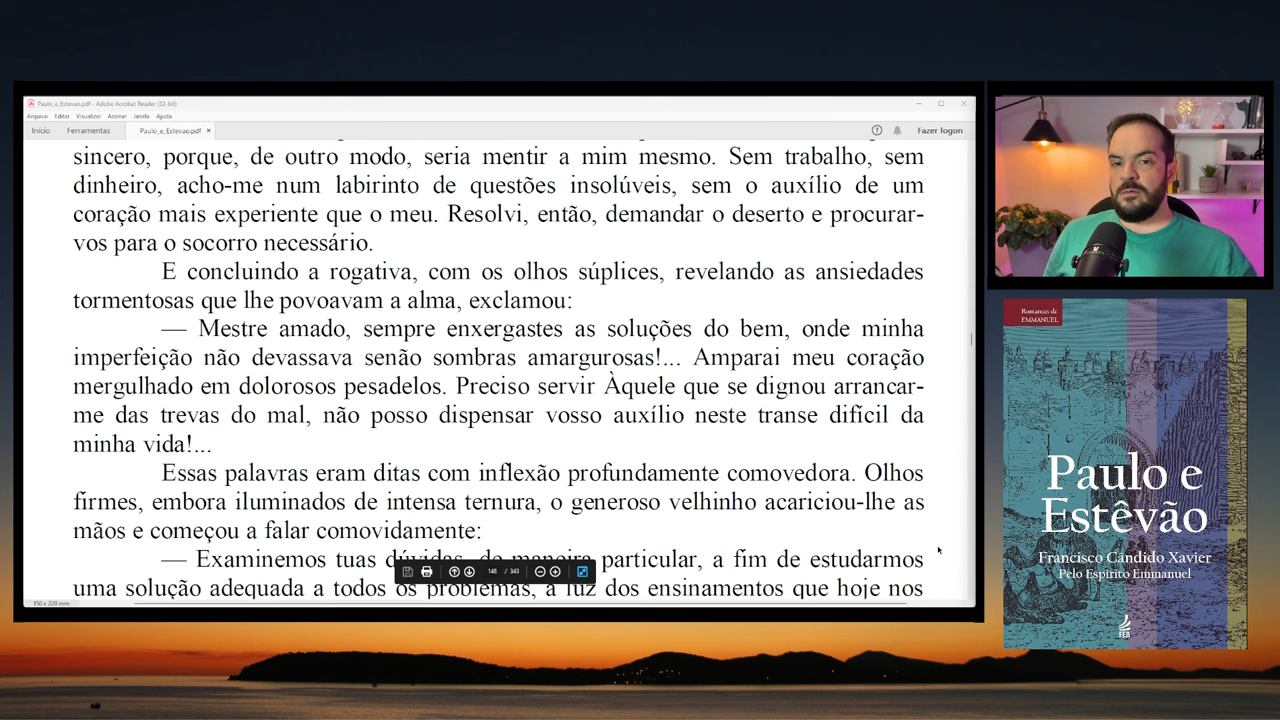 Paulo_e_Estevao.pdf - Adobe Acrobat Reader (32-bit)
Arquivo Editar Visualizar Assinar Janela Ajuda
Início Ferramentas Paulo_e_Estevao.pdf × Fazer logon
sincero, porque, de outro modo, seria mentir a mim mesmo. Sem trabalho, sem
dinheiro, acho-me num labirinto de questões insolúveis, sem o auxílio de um
coração mais experiente que o meu. Resolvi, então, demandar o deserto e procurar-
vos para o socorro necessário.
E concluindo a rogativa, com os olhos súplices, revelando as ansiedades
tormentosas que lhe povoavam a alma, exclamou:
— Mestre amado, sempre enxergastes as soluções do bem, onde minha
imperfeição não devassava senão sombras amargurosas!... Amparai meu coração
mergulhado em dolorosos pesadelos. Preciso servir Àquele que se dignou arrancar-
me das trevas do mal, não posso dispensar vosso auxílio neste transe difícil da
minha vida!...
Essas palavras eram ditas com inflexão profundamente comovedora. Olhos
firmes, embora iluminados de intensa ternura, o generoso velhinho acariciou-lhe as
mãos e começou a falar comovidamente:
— Examinemos tuas dúvidas, de maneira particular, a fim de estudarmos
uma solução adequada a todos os problemas, à luz dos ensinamentos que hoje nos
148 / 343
150 x 220 mm
Romances de
EMMANUEL
Paulo e
Estêvão
Francisco Cândido Xavier
Pelo Espírito Emmanuel
FEB